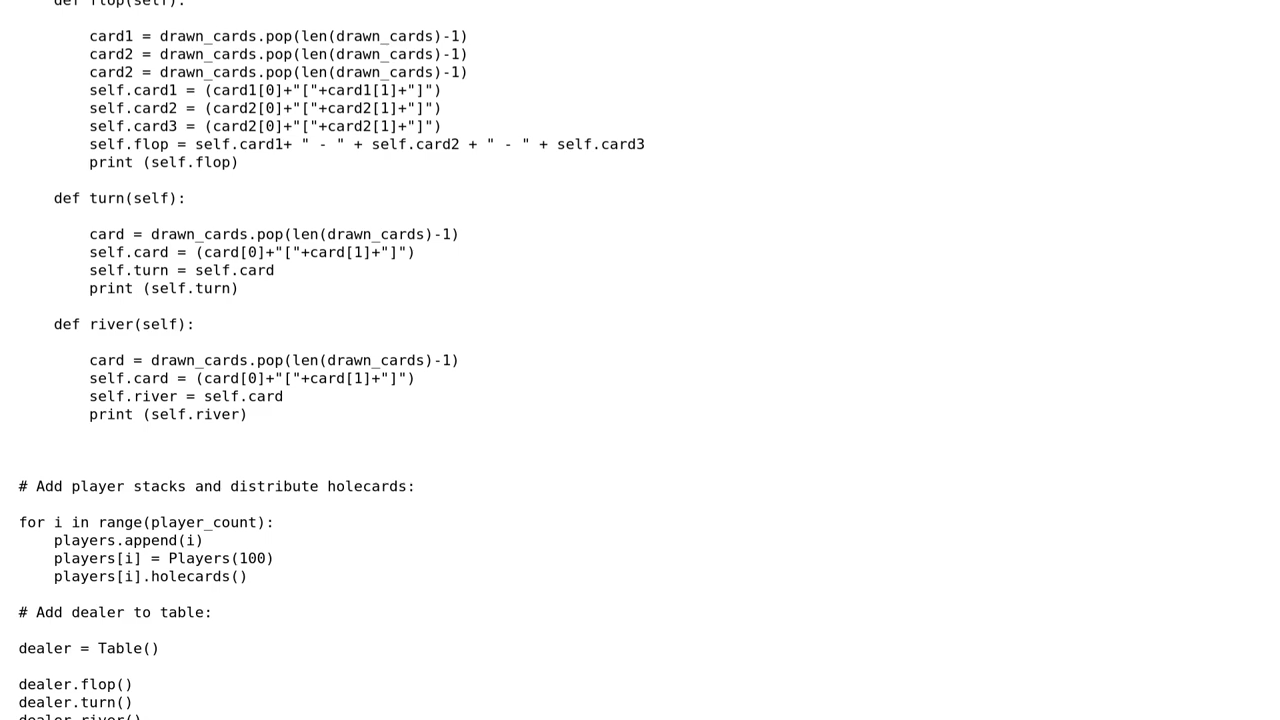 def flop(self):
card1 = drawn_cards.pop(len(drawn_cards)-1)
card2 = drawn_cards.pop(len(drawn_cards)-1)
card2 = drawn_cards.pop(len(drawn_cards)-1)
self.card1 = (card1[0]+"["+card1[1]+"]")
self.card2 = (card2[0]+"["+card2[1]+"]")
self.card3 = (card2[0]+"["+card2[1]+"]")
self.flop = self.card1+ " - " + self.card2 + " - " + self.card3
print (self.flop)
def turn(self):
card = drawn_cards.pop(len(drawn_cards)-1)
self.card = (card[0]+"["+card[1]+"]")
self.turn = self.card
print (self.turn)
def river(self):
card = drawn_cards.pop(len(drawn_cards)-1)
self.card = (card[0]+"["+card[1]+"]")
self.river = self.card
print (self.river)
# Add player stacks and distribute holecards:
for i in range(player_count):
players.append(i)
players[i] = Players(100)
players[i].holecards()
# Add dealer to table:
dealer = Table()
dealer.flop()
dealer.turn()
dealer.river()